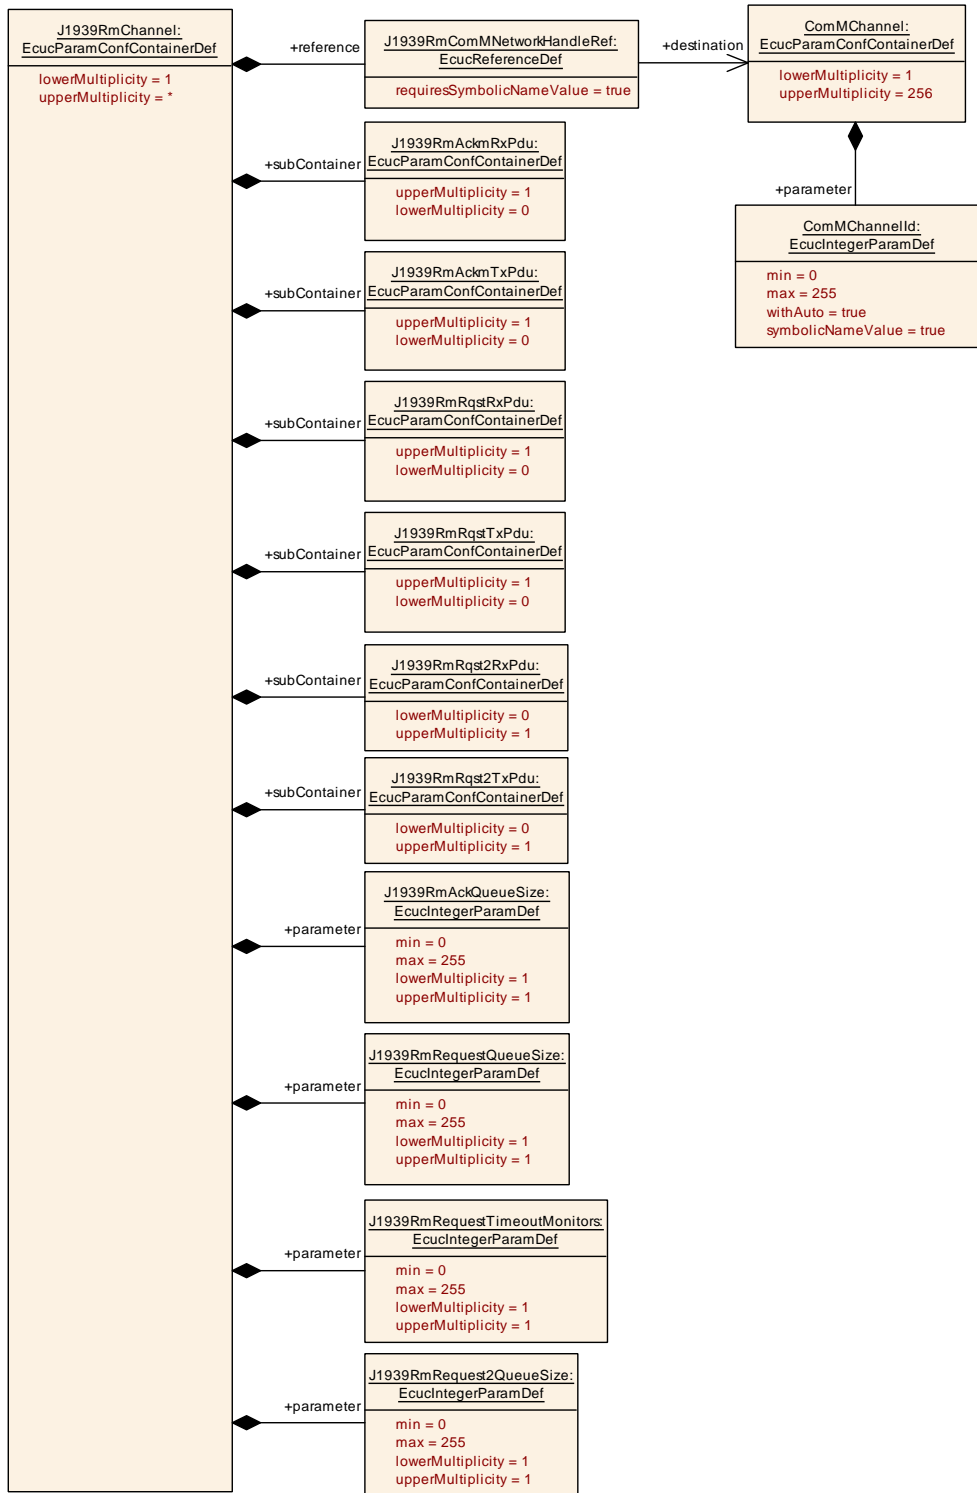 J1939RmChannel:
EcucParamConfContainerDef
lowerMultiplicity = 1
upperMultiplicity = *
+reference
J1939RmComMNetworkHandleRef:
EcucReferenceDef
requiresSymbolicNameValue = true
+destination
ComMChannel:
EcucParamConfContainerDef
lowerMultiplicity = 1
upperMultiplicity = 256
+parameter
ComMChannelId:
EcucIntegerParamDef
min = 0
max = 255
withAuto = true
symbolicNameValue = true
+subContainer
J1939RmAckmRxPdu:
EcucParamConfContainerDef
upperMultiplicity = 1
lowerMultiplicity = 0
+subContainer
J1939RmAckmTxPdu:
EcucParamConfContainerDef
upperMultiplicity = 1
lowerMultiplicity = 0
+subContainer
J1939RmRqstRxPdu:
EcucParamConfContainerDef
upperMultiplicity = 1
lowerMultiplicity = 0
+subContainer
J1939RmRqstTxPdu:
EcucParamConfContainerDef
upperMultiplicity = 1
lowerMultiplicity = 0
+subContainer
J1939RmRqst2RxPdu:
EcucParamConfContainerDef
lowerMultiplicity = 0
upperMultiplicity = 1
+subContainer
J1939RmRqst2TxPdu:
EcucParamConfContainerDef
lowerMultiplicity = 0
upperMultiplicity = 1
+parameter
J1939RmAckQueueSize:
EcucIntegerParamDef
min = 0
max = 255
lowerMultiplicity = 1
upperMultiplicity = 1
+parameter
J1939RmRequestQueueSize:
EcucIntegerParamDef
min = 0
max = 255
lowerMultiplicity = 1
upperMultiplicity = 1
+parameter
J1939RmRequestTimeoutMonitors:
EcucIntegerParamDef
min = 0
max = 255
lowerMultiplicity = 1
upperMultiplicity = 1
+parameter
J1939RmRequest2QueueSize:
EcucIntegerParamDef
min = 0
max = 255
lowerMultiplicity = 1
upperMultiplicity = 1